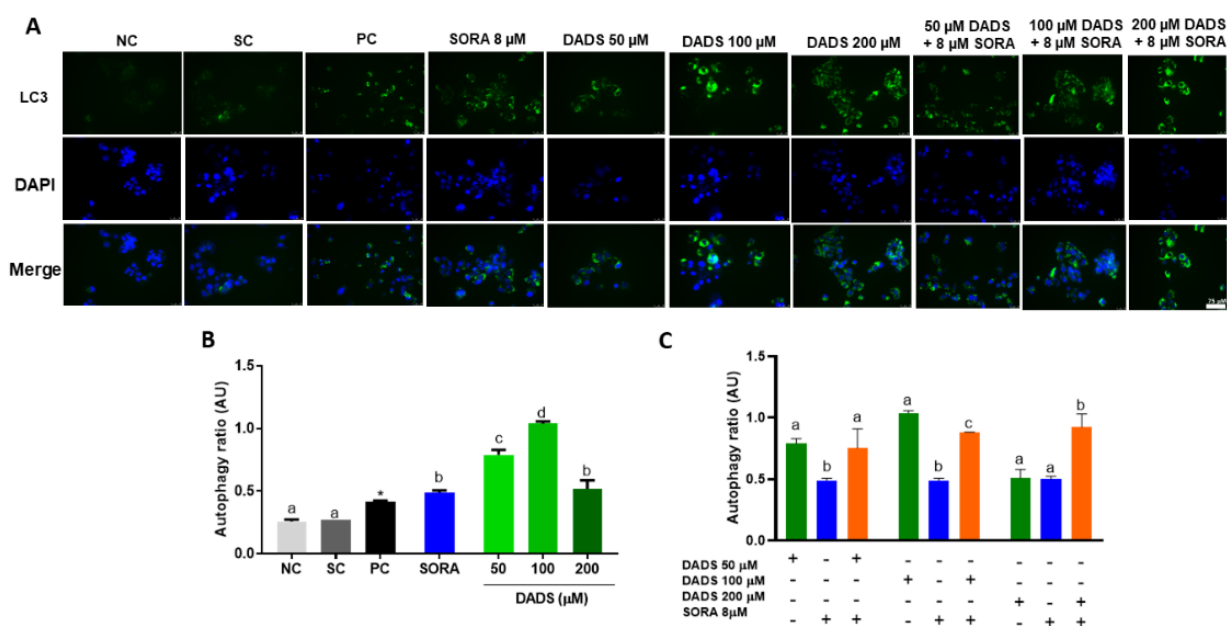 A
NC SC PC SORA 8 µM DADS 50 µM DADS 100 µM DADS 200 µM 50 µM DADS + 8 µM SORA 100 µM DADS + 8 µM SORA 200 µM DADS + 8 µM SORA
LC3
DAPI
Merge
75 µM
B
Autophagy ratio (AU)
1.5
1.0
0.5
0.0
a a * b c d b
NC SC PC SORA 50 100 200
DADS (µM)
C
Autophagy ratio (AU)
1.5
1.0
0.5
0.0
a b a a b c a a b
DADS 50 µM + - + - - - - - -
DADS 100 µM - - - + - + - - -
DADS 200 µM - - - - - - + - +
SORA 8µM - + + - + + - + +